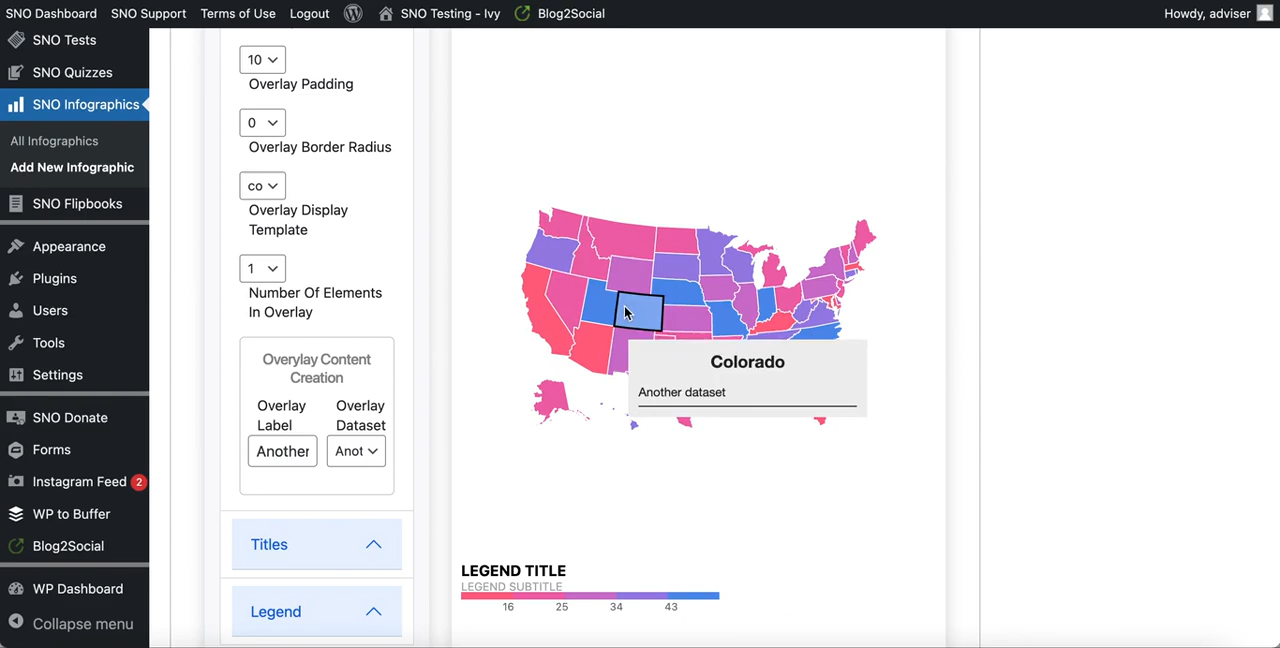 SNO Dashboard SNO Support Terms of Use Logout SNO Testing - Ivy Blog2Social Howdy, adviser
SNO Tests
SNO Quizzes
SNO Infographics
All Infographics
Add New Infographic
SNO Flipbooks
Appearance
Plugins
Users
Tools
Settings
SNO Donate
Forms
Instagram Feed 2
WP to Buffer
Blog2Social
WP Dashboard
Collapse menu
10
Overlay Padding
0
Overlay Border Radius
co
Overlay Display
Template
1
Number Of Elements
In Overlay
Overylay Content
Creation
Overlay
Label
Overlay
Dataset
Another
Anot
Titles
Legend
Colorado
Another dataset
LEGEND TITLE
LEGEND SUBTITLE
16 25 34 43